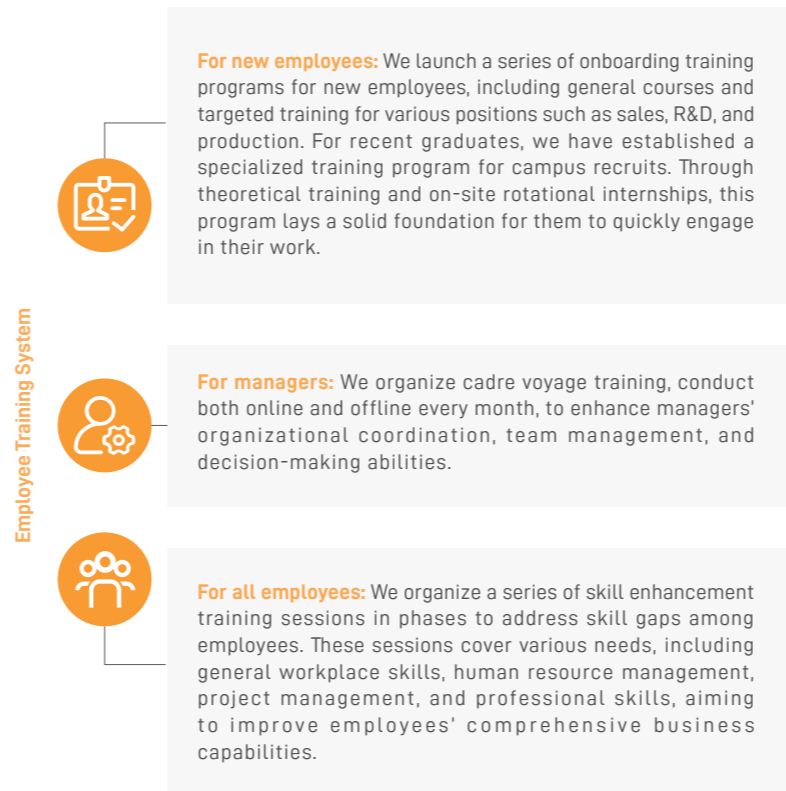 Employee Training System
For new employees: We launch a series of onboarding training
programs for new employees, including general courses and
targeted training for various positions such as sales, R&D, and
production. For recent graduates, we have established a
specialized training program for campus recruits. Through
theoretical training and on-site rotational internships, this
program lays a solid foundation for them to quickly engage
in their work.
For managers: We organize cadre voyage training, conduct
both online and offline every month, to enhance managers'
organizational coordination, team management, and
decision-making abilities.
For all employees: We organize a series of skill enhancement
training sessions in phases to address skill gaps among
employees. These sessions cover various needs, including
general workplace skills, human resource management,
project management, and professional skills, aiming
to improve employees' comprehensive business
capabilities.